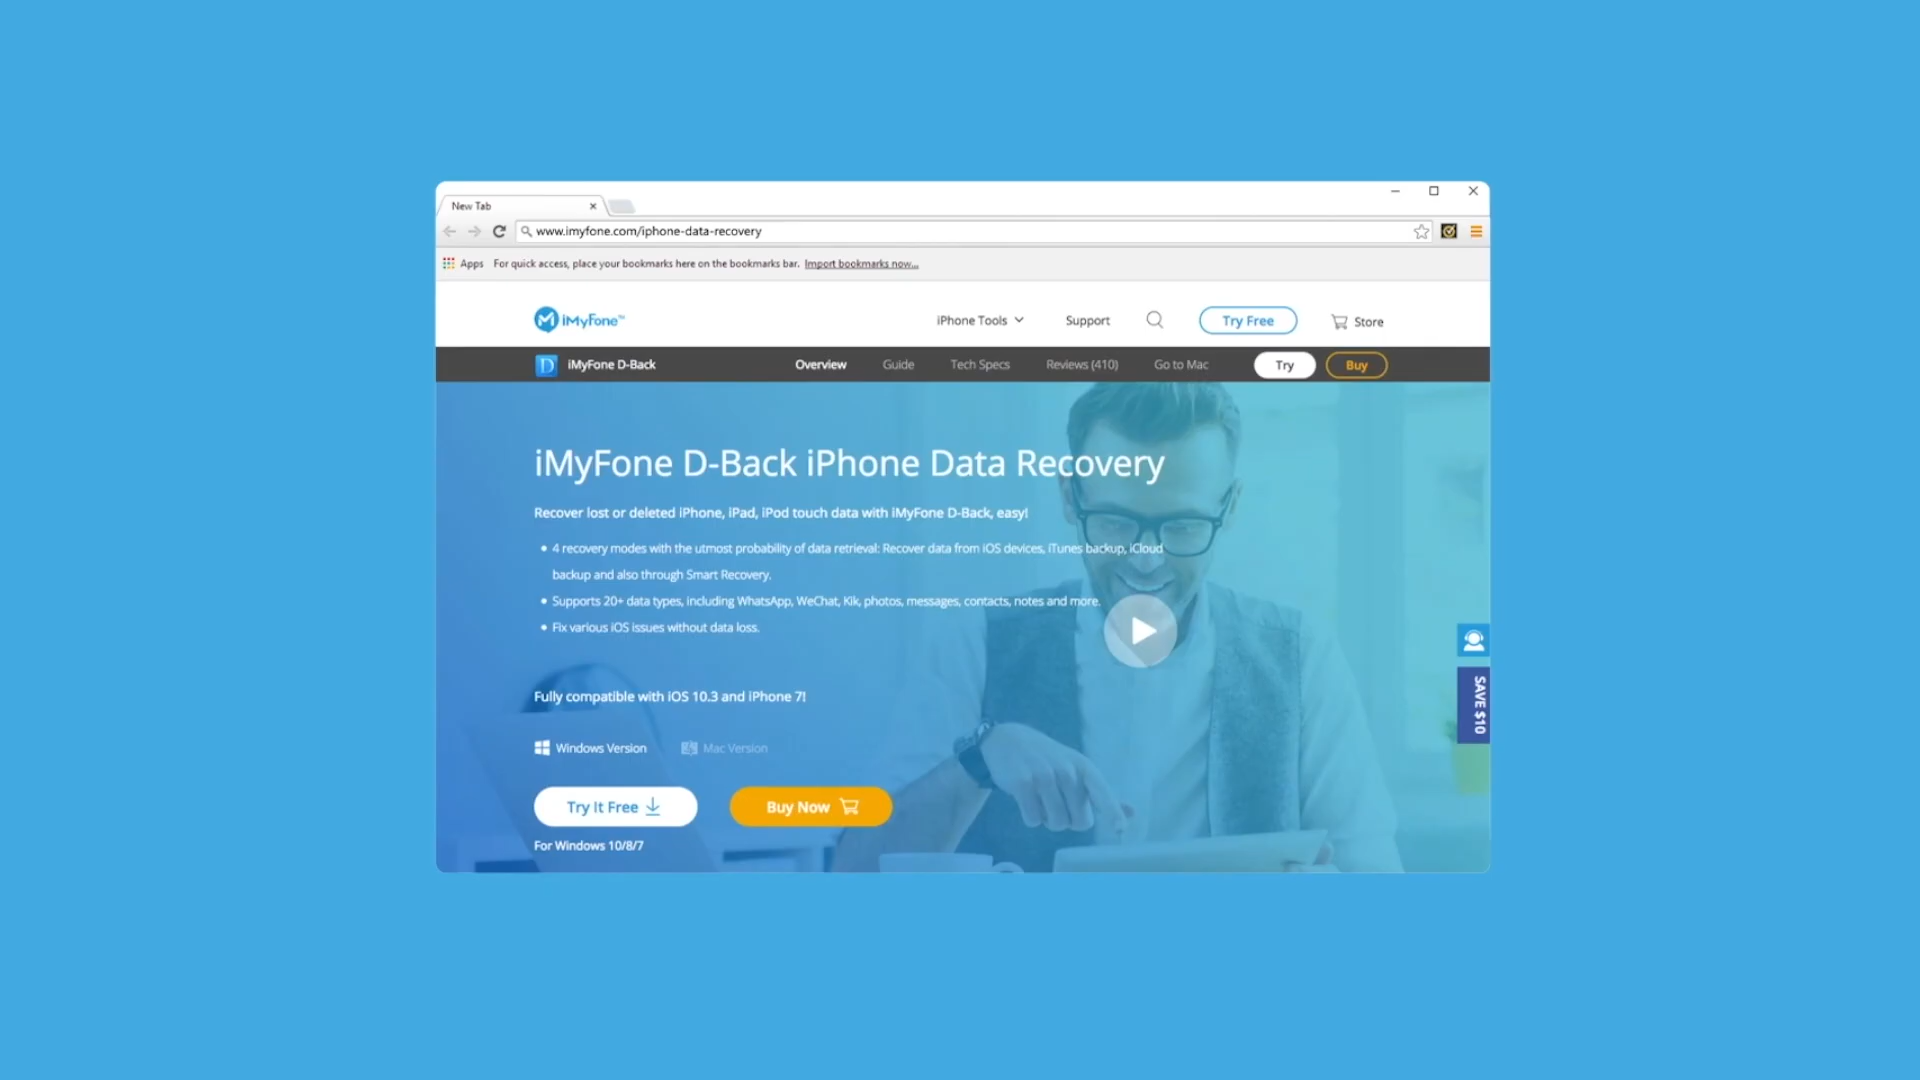 New Tab
www.imyfone.com/iphone-data-recovery
Apps For quick access, place your bookmarks here on the bookmarks bar. Import bookmarks now...
iMyFone™ iPhone Tools Support Try Free Store
iMyFone D-Back Overview Guide Tech Specs Reviews (410) Go to Mac Try Buy
iMyFone D-Back iPhone Data Recovery
Recover lost or deleted iPhone, iPad, iPod touch data with iMyFone D-Back, easy!
• 4 recovery modes with the utmost probability of data retrieval: Recover data from iOS devices, iTunes backup, iCloud
backup and also through Smart Recovery.
• Supports 20+ data types, including WhatsApp, WeChat, Kik, photos, messages, contacts, notes and more.
• Fix various iOS issues without data loss.
SAVE $10
Fully compatible with iOS 10.3 and iPhone 7!
Windows Version Mac Version
Try It Free Buy Now
For Windows 10/8/7